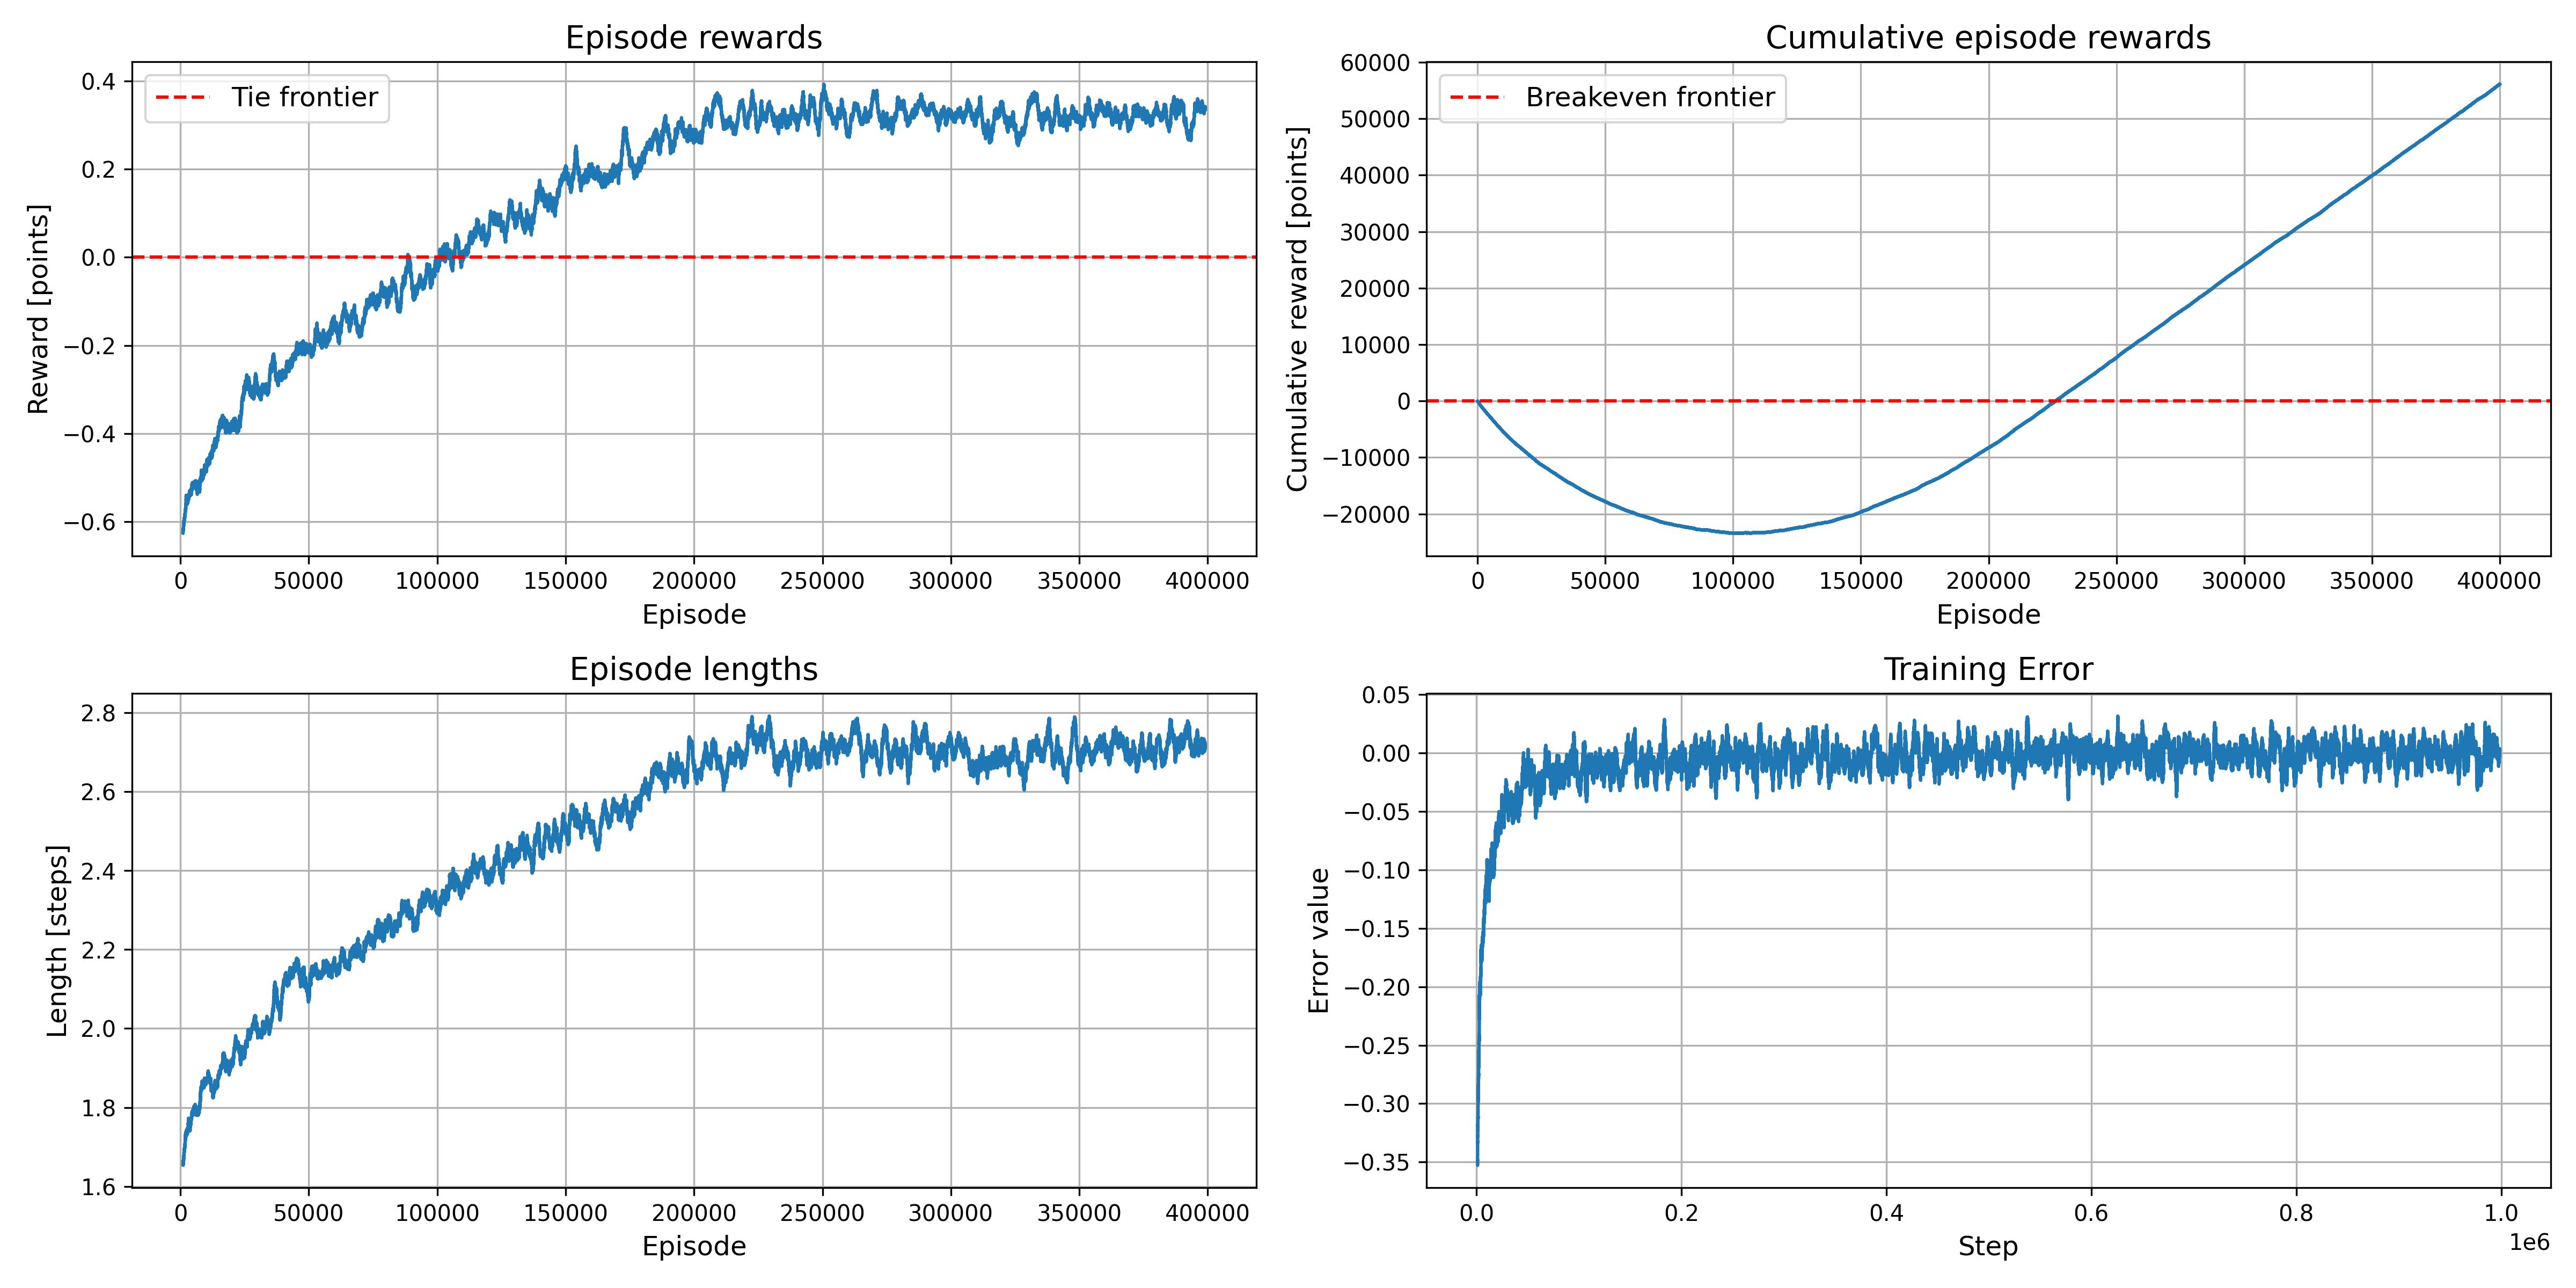 Episode rewards
Tie frontier
Reward [points]
0.4
0.2
0.0
−0.2
−0.4
−0.6
0 50000 100000 150000 200000 250000 300000 350000 400000
Episode
Cumulative episode rewards
Breakeven frontier
Cumulative reward [points]
60000
50000
40000
30000
20000
10000
0
−10000
−20000
0 50000 100000 150000 200000 250000 300000 350000 400000
Episode
Episode lengths
Length [steps]
2.8
2.6
2.4
2.2
2.0
1.8
1.6
0 50000 100000 150000 200000 250000 300000 350000 400000
Episode
Training Error
Error value
0.05
0.00
−0.05
−0.10
−0.15
−0.20
−0.25
−0.30
−0.35
0.0 0.2 0.4 0.6 0.8 1.0
1e6
Step